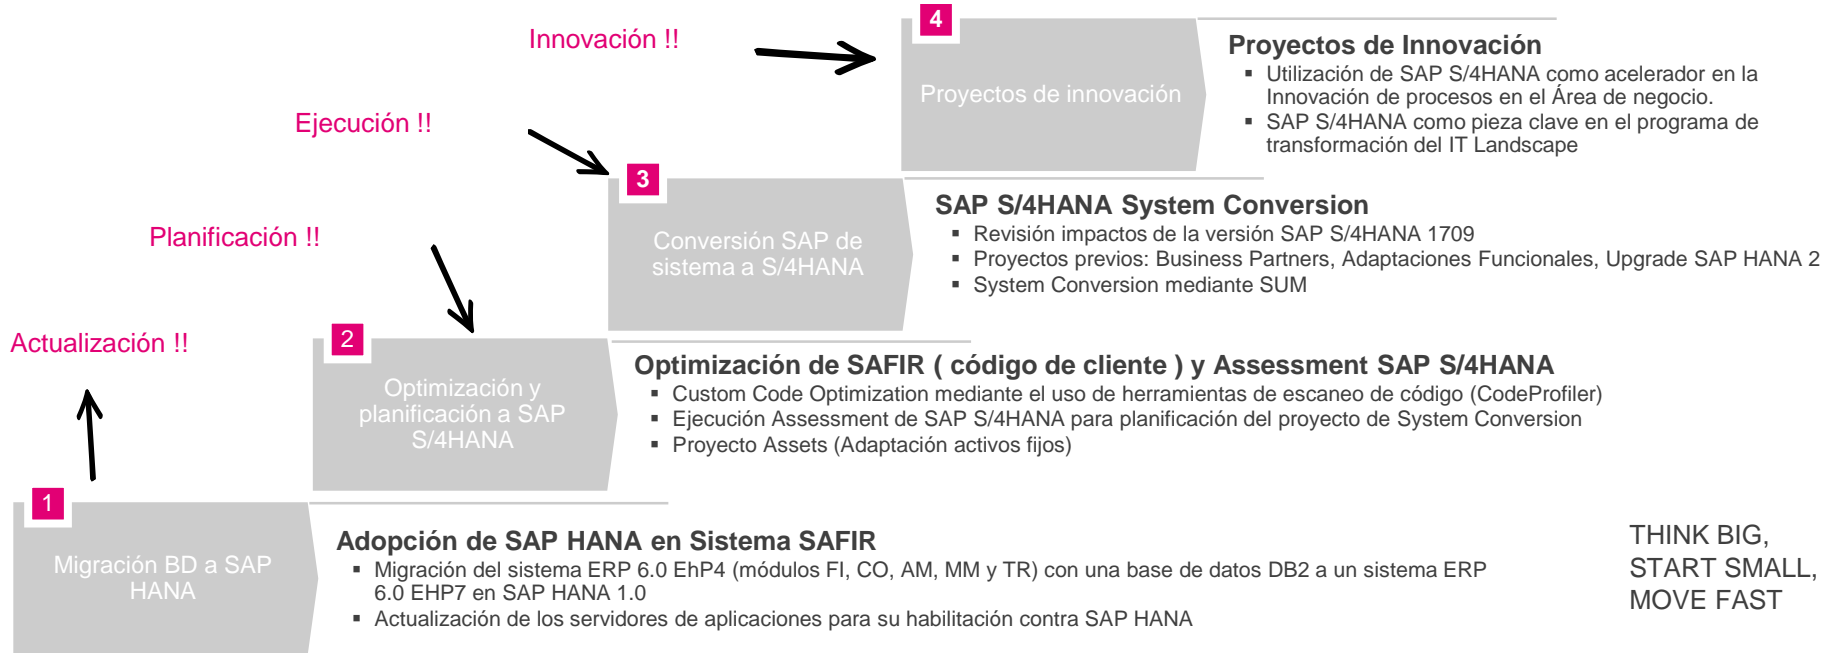 Innovación !!
4
Proyectos de innovación
Proyectos de Innovación
▪ Utilización de SAP S/4HANA como acelerador en la
Innovación de procesos en el Área de negocio.
▪ SAP S/4HANA como pieza clave en el programa de
transformación del IT Landscape
Ejecución !!
3
Conversión SAP de
sistema a S/4HANA
SAP S/4HANA System Conversion
▪ Revisión impactos de la versión SAP S/4HANA 1709
▪ Proyectos previos: Business Partners, Adaptaciones Funcionales, Upgrade SAP HANA 2
▪ System Conversion mediante SUM
Planificación !!
2
Optimización y
planificación a SAP
S/4HANA
Optimización de SAFIR ( código de cliente ) y Assessment SAP S/4HANA
▪ Custom Code Optimization mediante el uso de herramientas de escaneo de código (CodeProfiler)
▪ Ejecución Assessment de SAP S/4HANA para planificación del proyecto de System Conversion
▪ Proyecto Assets (Adaptación activos fijos)
Actualización !!
1
Migración BD a SAP
HANA
Adopción de SAP HANA en Sistema SAFIR
▪ Migración del sistema ERP 6.0 EhP4 (módulos FI, CO, AM, MM y TR) con una base de datos DB2 a un sistema ERP
6.0 EHP7 en SAP HANA 1.0
▪ Actualización de los servidores de aplicaciones para su habilitación contra SAP HANA
THINK BIG,
START SMALL,
MOVE FAST